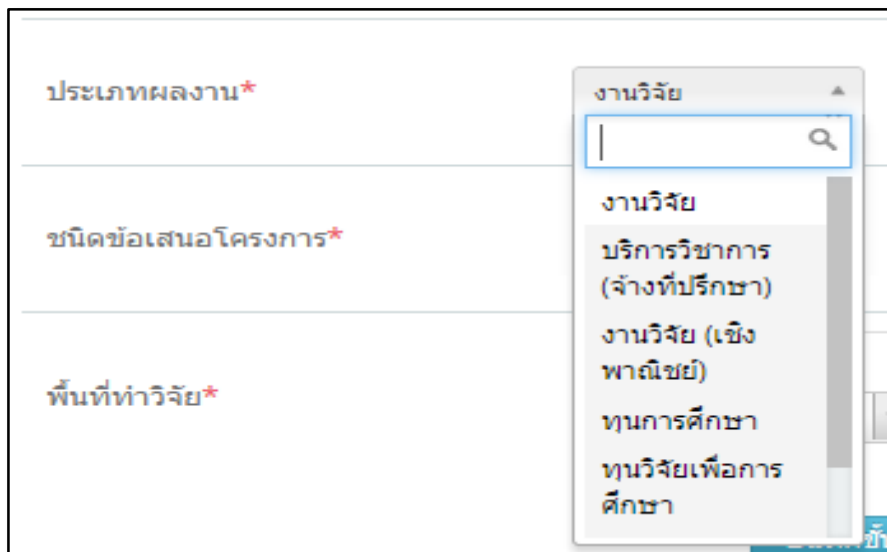 ประเภทผลงาน*
งานวิจัย
งานวิจัย
ชนิดข้อเสนอโครงการ*
บริการวิชาการ
(จ้างที่ปรึกษา)
งานวิจัย (เชิง
พาณิชย์)
พื้นที่ทำวิจัย*
ทุนการศึกษา
ทุนวิจัยเพื่อการ
ศึกษา